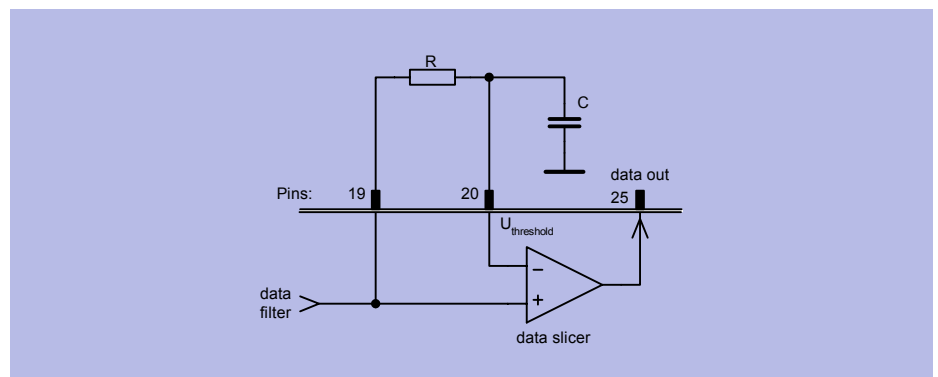 R
C
data out
Pins:
19
20
25
Uthreshold
−
+
data
filter
data slicer